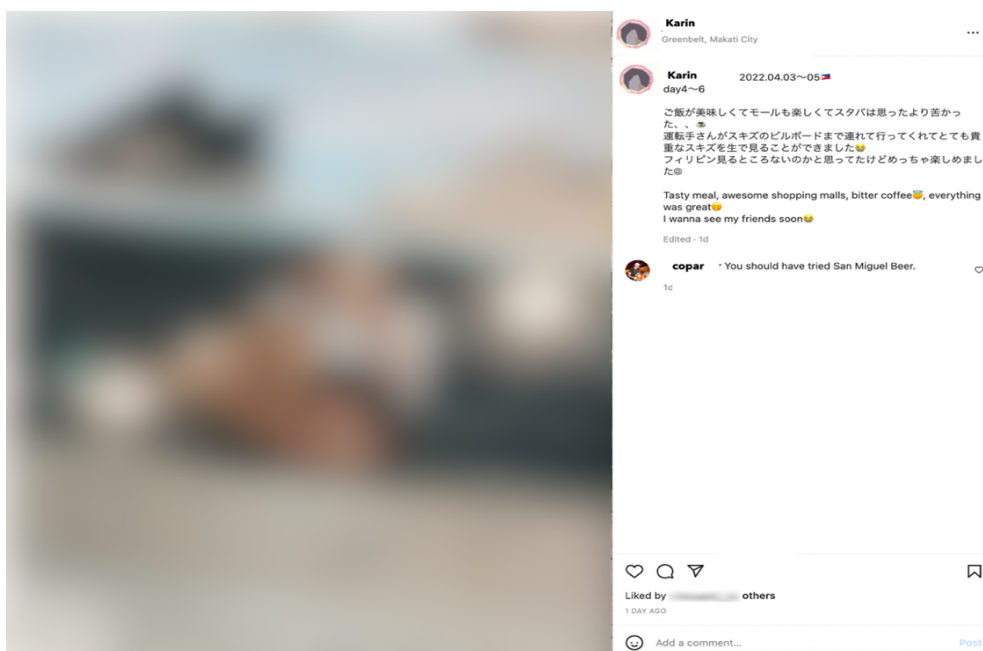 Karin
Greenbelt, Makati City
Karin 2022.04.03〜05🇵🇭
day4〜6
ご飯が美味しくてモールも楽しくてスタバは思ったより苦かっ
た、、☕
運転手さんがスキズのビルボードまで連れて行ってくれてとても貴
重なスキズを生で見ることができました😭
フィリピン見るところないのかと思ってたけどめっちゃ楽しめまし
た😆
Tasty meal, awesome shopping malls, bitter coffee😇, everything
was great🤭
I wanna see my friends soon😭
Edited · 1d
copar You should have tried San Miguel Beer.
1d
Liked by others
1 DAY AGO
Add a comment...
Post